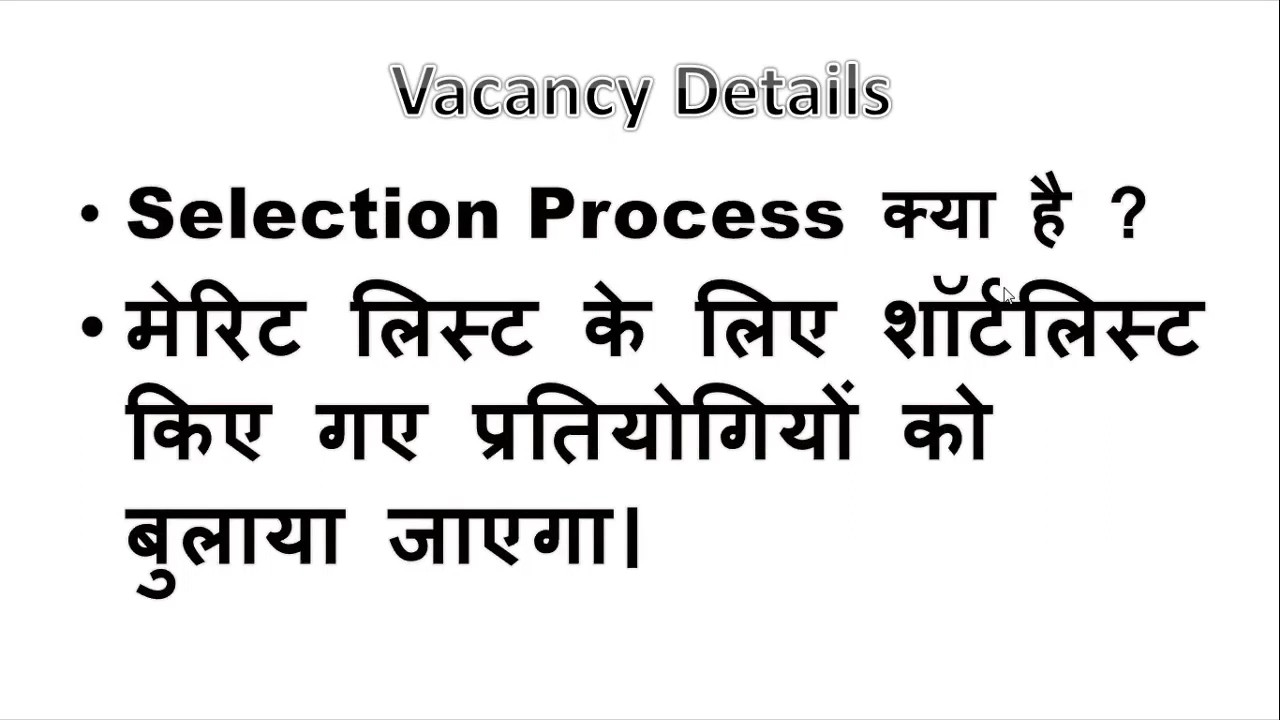 Vacancy Details
• Selection Process क्या है ?
• मेरिट लिस्ट के लिए शॉर्टलिस्ट
किए गए प्रतियोगियों को
बुलाया जाएगा|